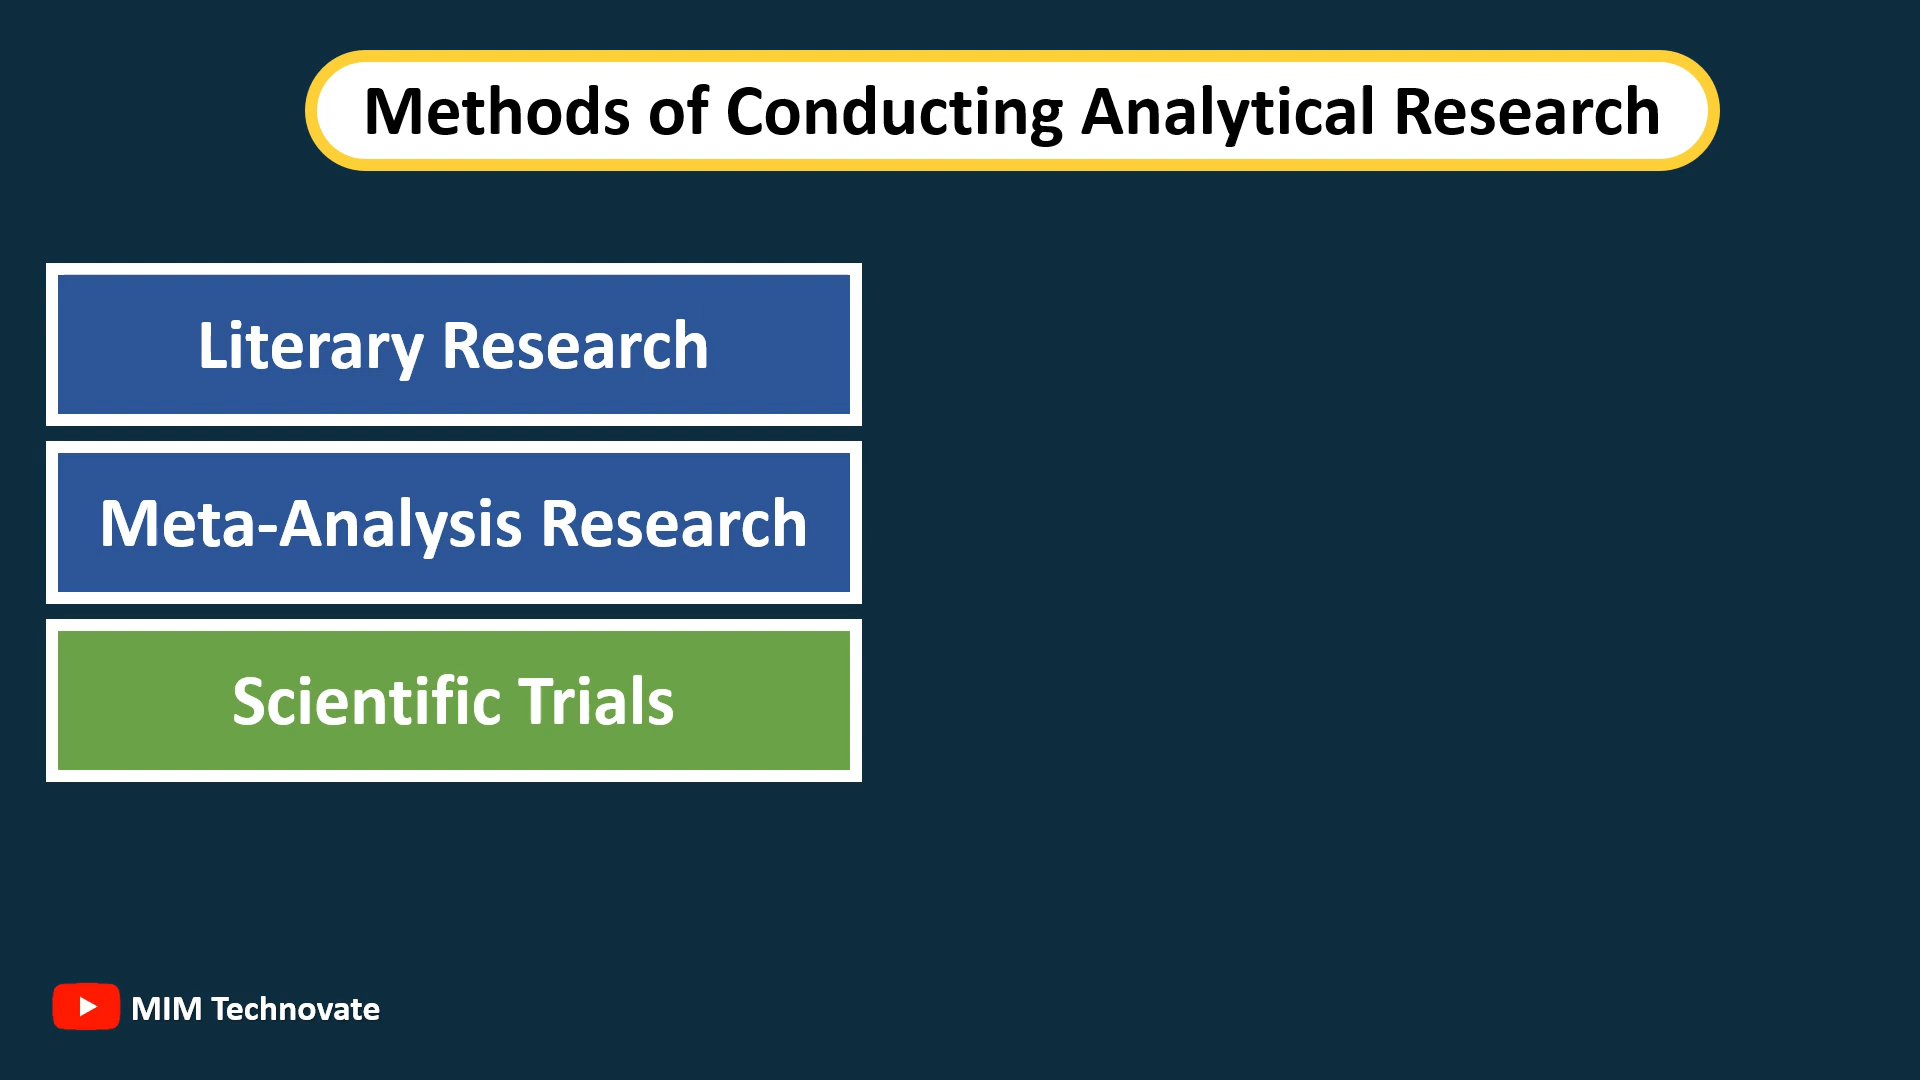 Methods of Conducting Analytical Research
Literary Research
Meta-Analysis Research
Scientific Trials
MIM Technovate